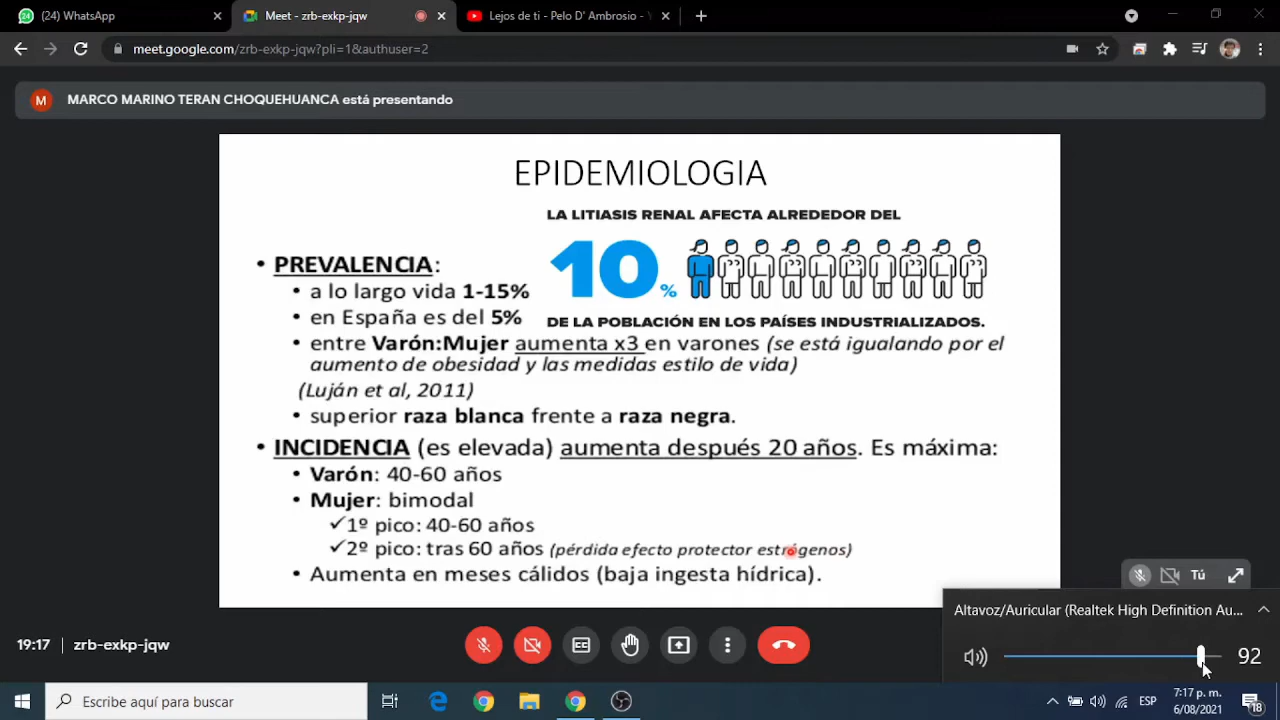 (24) WhatsApp
Meet - zrb-exkp-jqw
Lejos de ti - Pelo D' Ambrosio - Y
meet.google.com/zrb-exkp-jqw?pli=1&authuser=2
M
MARCO MARINO TERAN CHOQUEHUANCA está presentando
EPIDEMIOLOGIA
LA LITIASIS RENAL AFECTA ALREDEDOR DEL
10%
DE LA POBLACIÓN EN LOS PAÍSES INDUSTRIALIZADOS.
• PREVALENCIA:
• a lo largo vida 1-15%
• en España es del 5%
• entre Varón:Mujer aumenta x3 en varones (se está igualando por el
aumento de obesidad y las medidas estilo de vida)
(Luján et al, 2011)
• superior raza blanca frente a raza negra.
• INCIDENCIA (es elevada) aumenta después 20 años. Es máxima:
• Varón: 40-60 años
• Mujer: bimodal
✓1º pico: 40-60 años
✓2º pico: tras 60 años (pérdida efecto protector estrógenos)
• Aumenta en meses cálidos (baja ingesta hídrica).
Tú
Altavoz/Auricular (Realtek High Definition Au...
92
19:17 | zrb-exkp-jqw
Escribe aquí para buscar
ESP
7:17 p. m.
6/08/2021
18